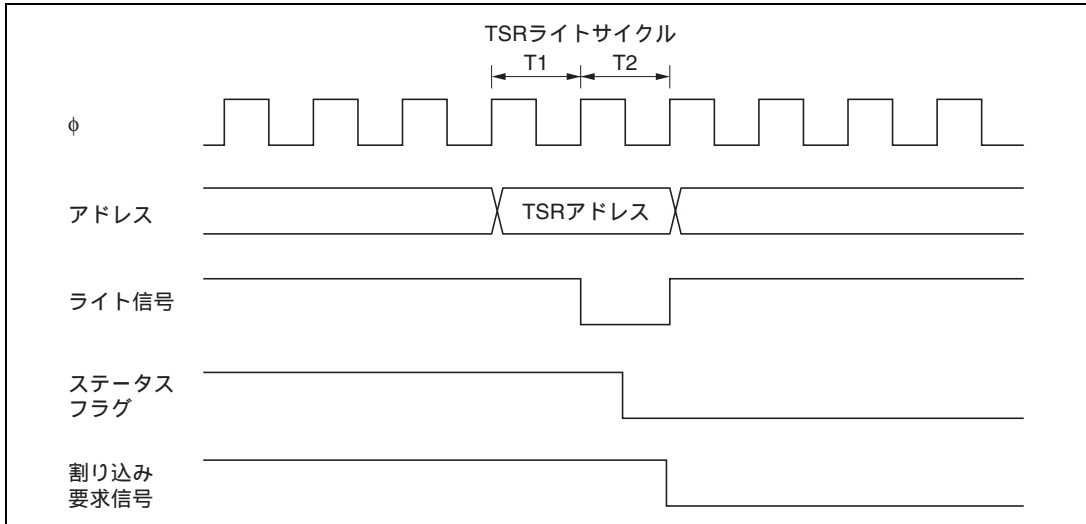 TSRライトサイクル
T1 T2
φ
アドレス TSRアドレス
ライト信号
ステータス
フラグ
割り込み
要求信号